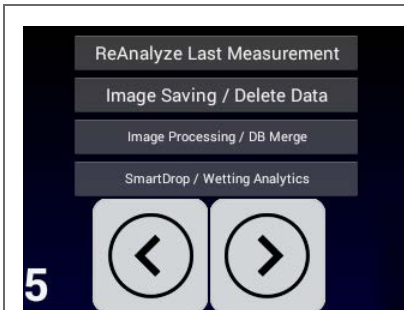 ReAnalyze Last Measurement
Image Saving / Delete Data
Image Processing / DB Merge
SmartDrop / Wetting Analytics
5